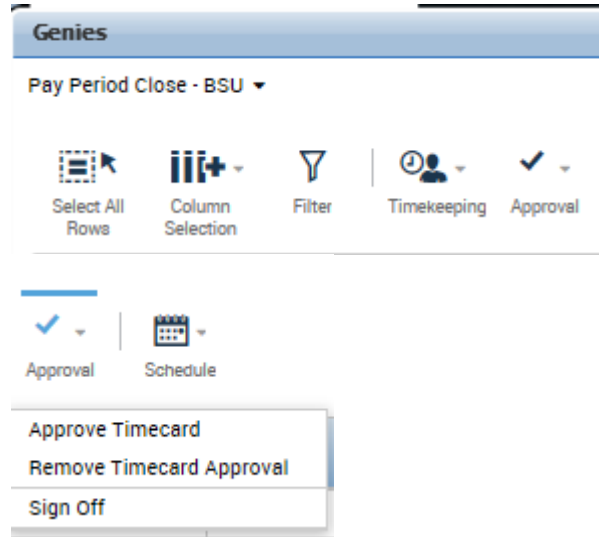 Genies
Pay Period Close - BSU
Select All Rows
Column Selection
Filter
Timekeeping
Approval
Approval
Schedule
Approve Timecard
Remove Timecard Approval
Sign Off